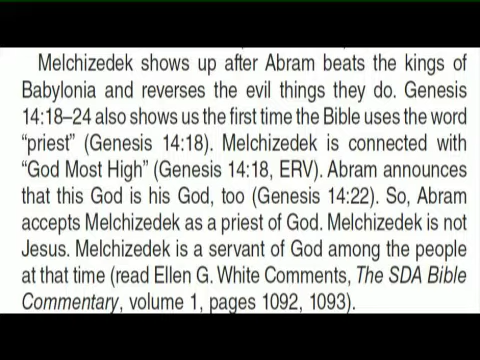 Melchizedek shows up after Abram beats the kings of
Babylonia and reverses the evil things they do. Genesis
14:18–24 also shows us the first time the Bible uses the word
“priest” (Genesis 14:18). Melchizedek is connected with
“God Most High” (Genesis 14:18, ERV). Abram announces
that this God is his God, too (Genesis 14:22). So, Abram
accepts Melchizedek as a priest of God. Melchizedek is not
Jesus. Melchizedek is a servant of God among the people
at that time (read Ellen G. White Comments, The SDA Bible
Commentary, volume 1, pages 1092, 1093).